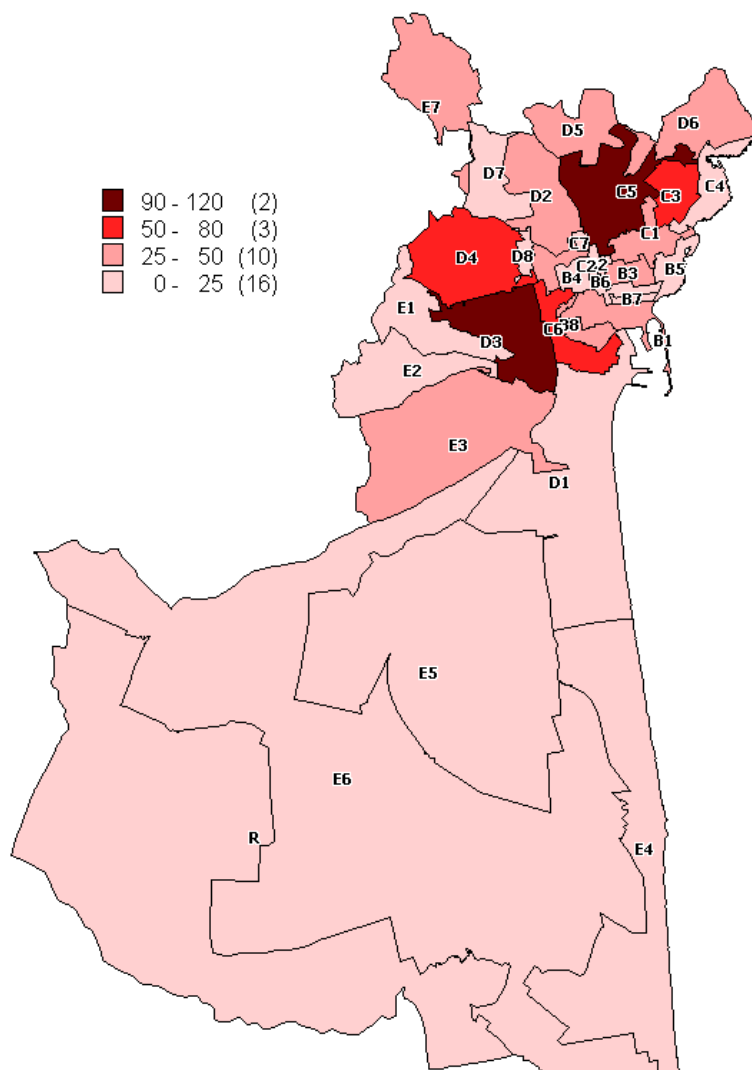 E7
D5
D6
D7
C5
C3
C4
D2
90 - 120 (2)
50 - 80 (3)
25 - 50 (10)
0 - 25 (16)
C1
C7
D4
D8
C2
B4
B6
B3
B5
B7
E1
C6
B1
D3
E2
E3
D1
E5
E6
R
E4